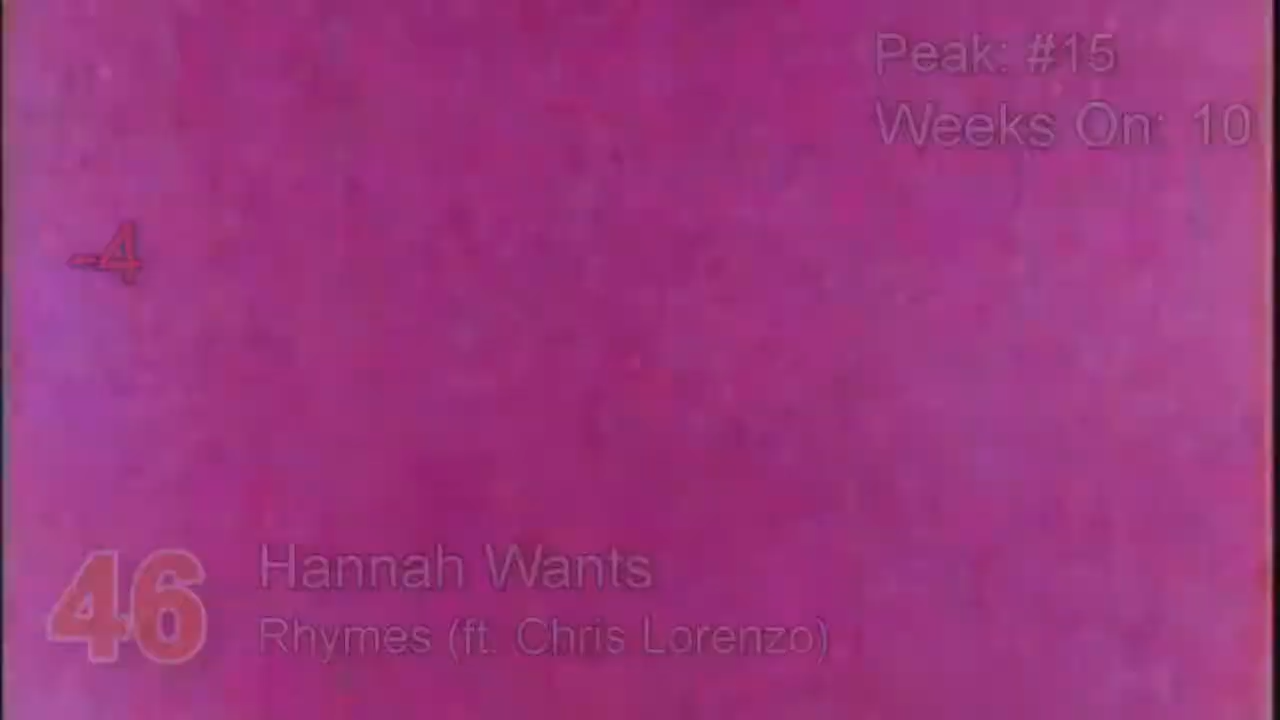 Peak: #15
Weeks On: 10
-4
46
Hannah Wants
Rhymes (ft. Chris Lorenzo)